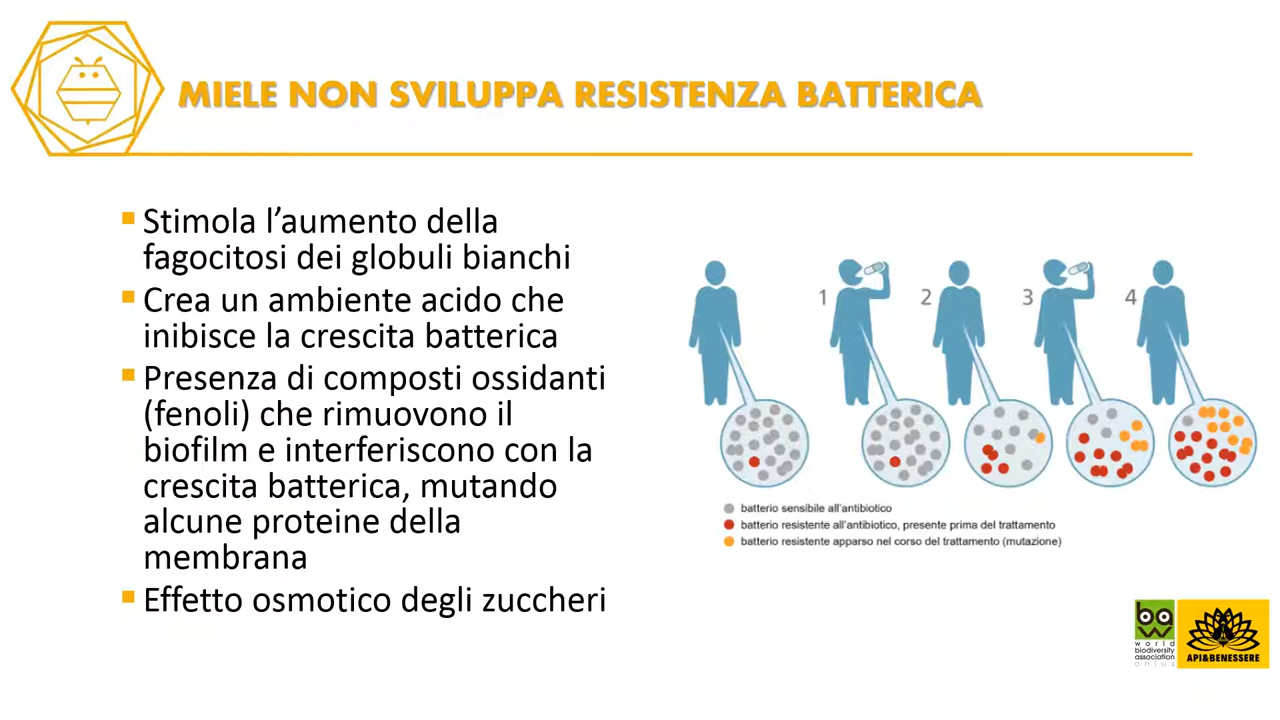 MIELE NON SVILUPPA RESISTENZA BATTERICA
Stimola l'aumento della
fagocitosi dei globuli bianchi
Crea un ambiente acido che
inibisce la crescita batterica
Presenza di composti ossidanti
(fenoli) che rimuovono il
biofilm e interferiscono con la
crescita batterica, mutando
alcune proteine della
membrana
Effetto osmotico degli zuccheri
1 2 3 4
batterio sensibile all'antibiotico
batterio resistente all'antibiotico, presente prima del trattamento
batterio resistente apparso nel corso del trattamento (mutazione)
world
biodiversity
association
onlus
API&BENESSERE